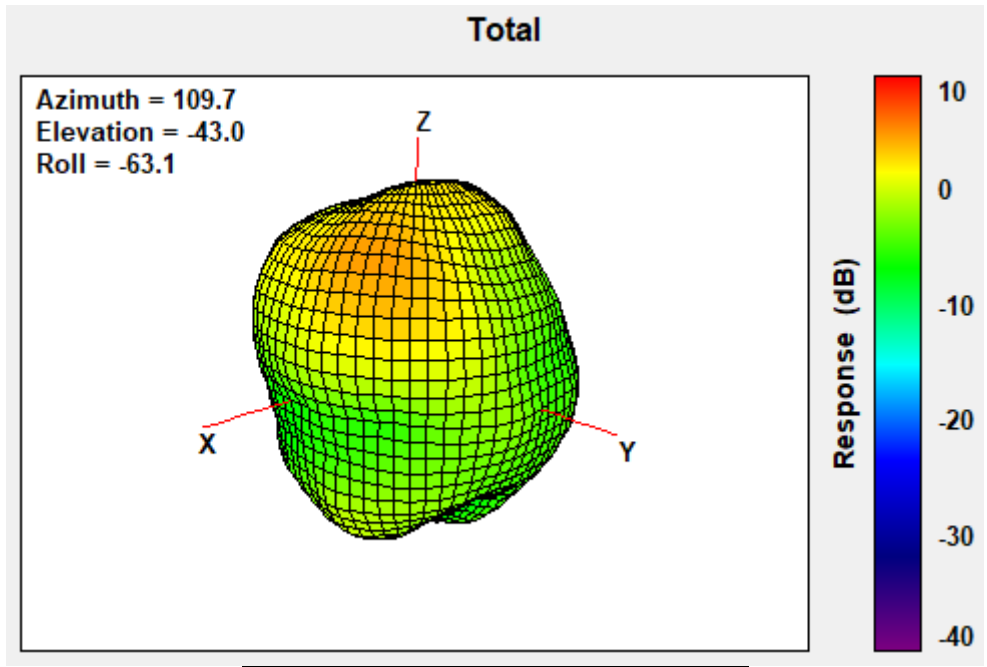 Total
Azimuth = 109.7
Elevation = -43.0
Roll = -63.1
Z
X
Y
10
0
-10
-20
-30
-40
Response (dB)